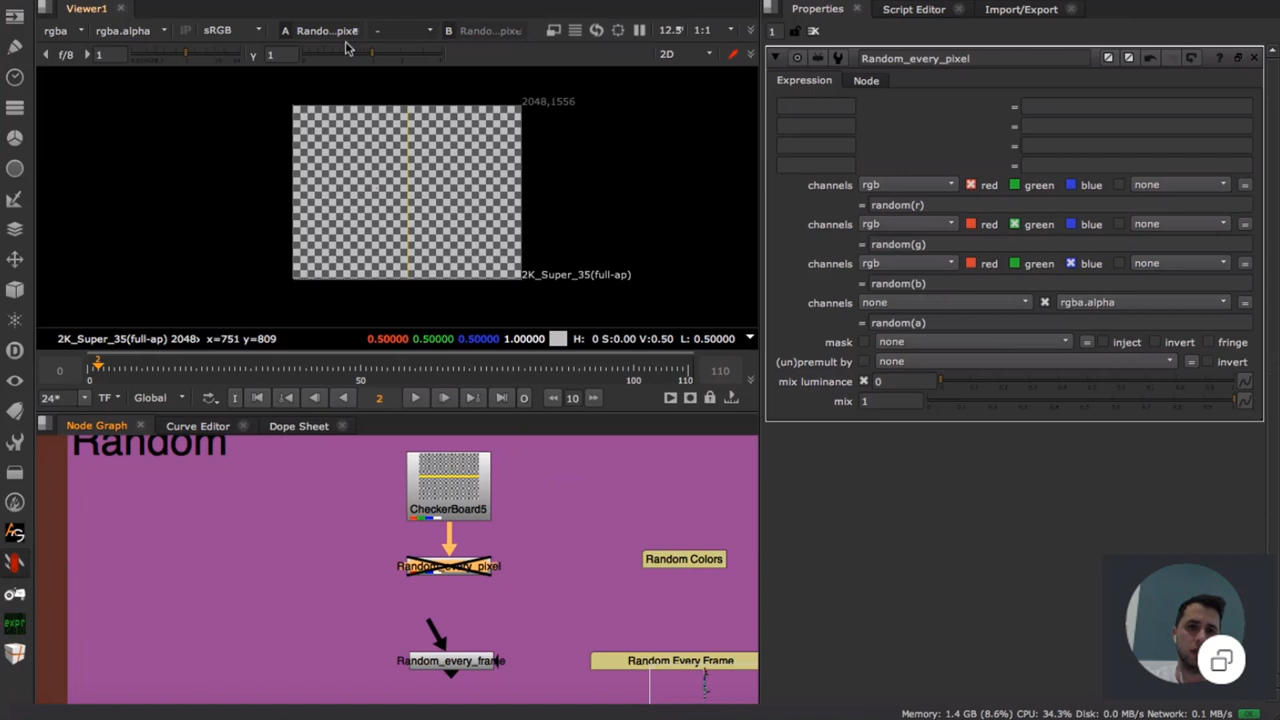 Viewer1
Properties
Script Editor
Import/Export
rgba
rgba.alpha
sRGB
A Rando...pixe
-
B Rando...pixe
12.5
1:1
1
f/8
1
Y
1
2D
Random_every_pixel
Expression
Node
2048,1556
=
=
=
=
channels rgb red green blue none =
= random(r)
channels rgb red green blue none =
= random(g)
channels rgb red green blue none =
= random(b)
channels none rgba.alpha =
= random(a)
mask none = inject invert fringe
(un)premult by none = invert
mix luminance 0
mix 1
2K_Super_35(full-ap)
2K_Super_35(full-ap) 2048x x=751 y=809
0.50000 0.50000 0.50000 1.00000
H: 0 S:0.00 V:0.50 L: 0.50000
2
0
0 50 100 110
110
24*
TF
Global
I
2
O
10
Node Graph
Curve Editor
Dope Sheet
Random
CheckerBoard5
Random_every_pixel
Random Colors
Random_every_frame
Random Every Frame
expr
Memory: 1.4 GB (8.6%) CPU: 34.3% Disk: 0.0 MB/s Network: 0.1 MB/s